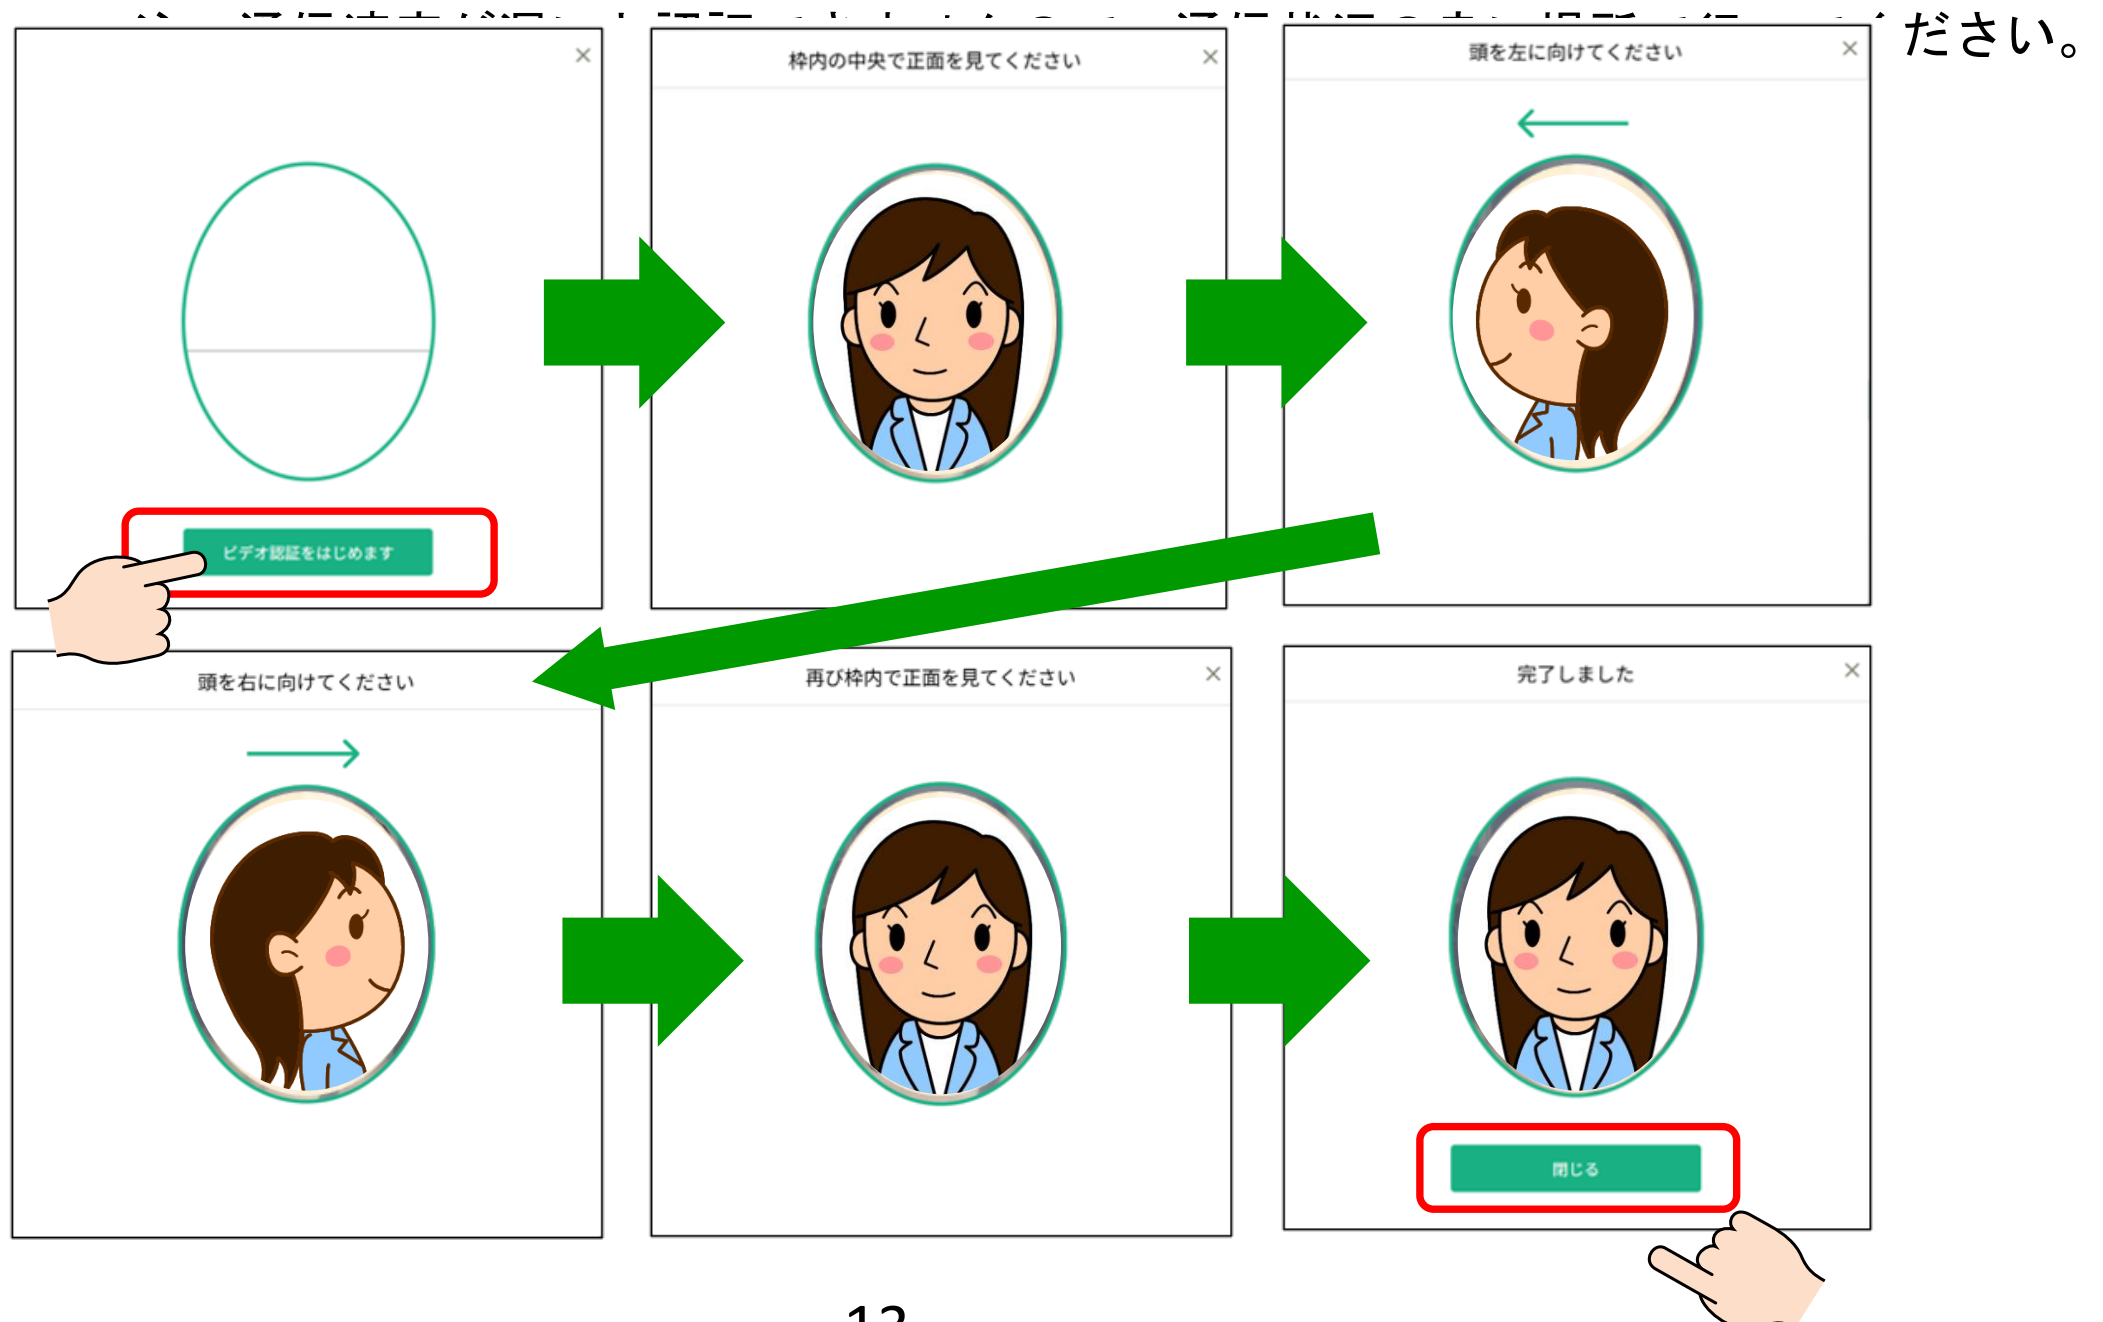 ださい。
枠内の中央で正面を見てください
頭を左に向けてください
ビデオ認証をはじめます
頭を右に向けてください
再び枠内で正面を見てください
完了しました
閉じる